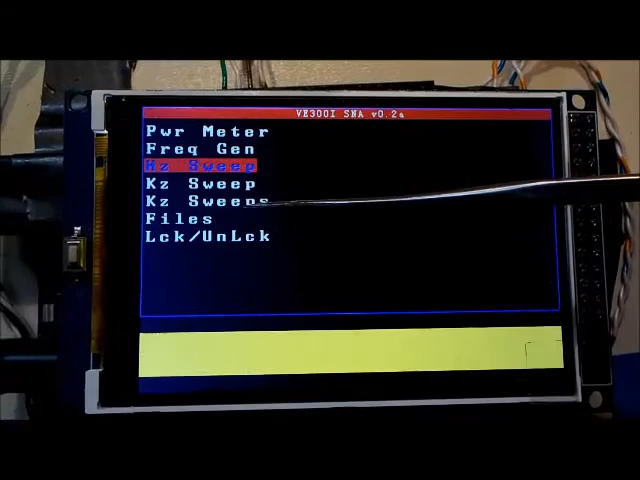 VE3OOI SNA v0.2a
Pwr Meter
Freq Gen
Hz Sweep
Kz Sweep
Kz Sweeps
Files
Lck/UnLck